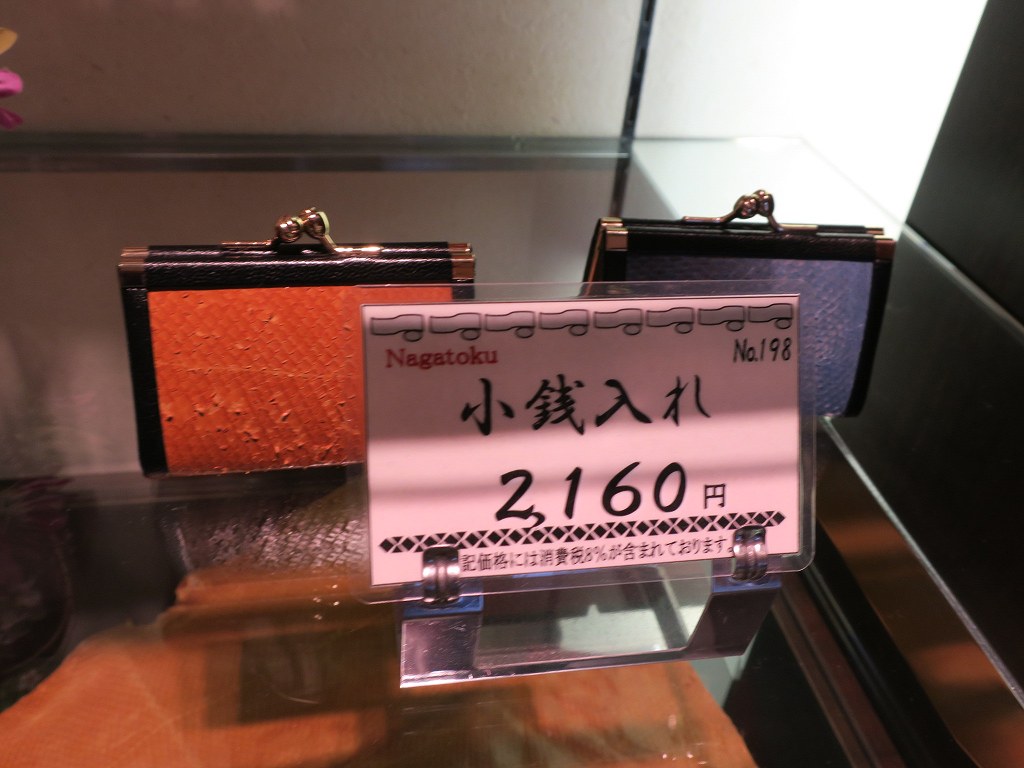 Nagatoku
No.198
小銭入れ
2,160円
記価格には消費税8%が含まれております。